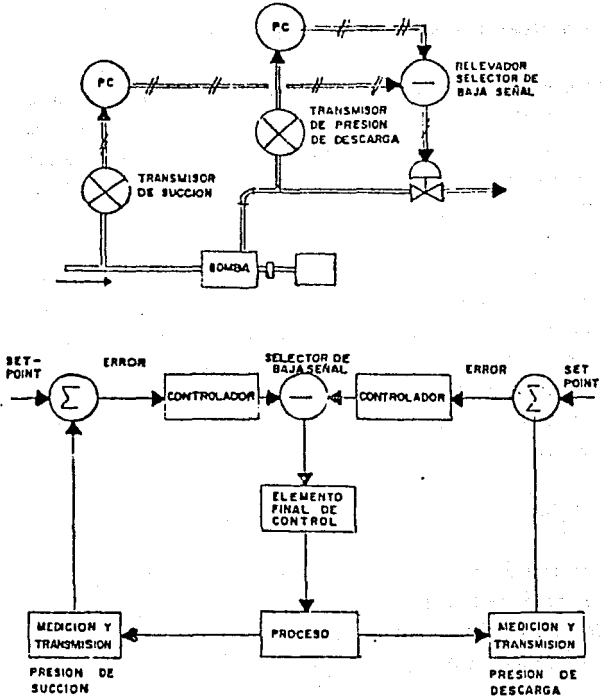 PC
PC
RELEVADOR
SELECTOR DE
BAJA SEÑAL
TRANSMISOR
DE PRESION
DE DESCARGA
TRANSMISOR
DE SUCCION
BOMBA
SET-
POINT
ERROR
SELECTOR DE
BAJA SEÑAL
ERROR
SET
POINT
Σ
CONTROLADOR
CONTROLADOR
Σ
ELEMENTO
FINAL DE
CONTROL
MEDICION Y
TRANSMISION
PROCESO
MEDICION Y
TRANSMISION
PRESION DE
SUCCION
PRESION DE
DESCARGA